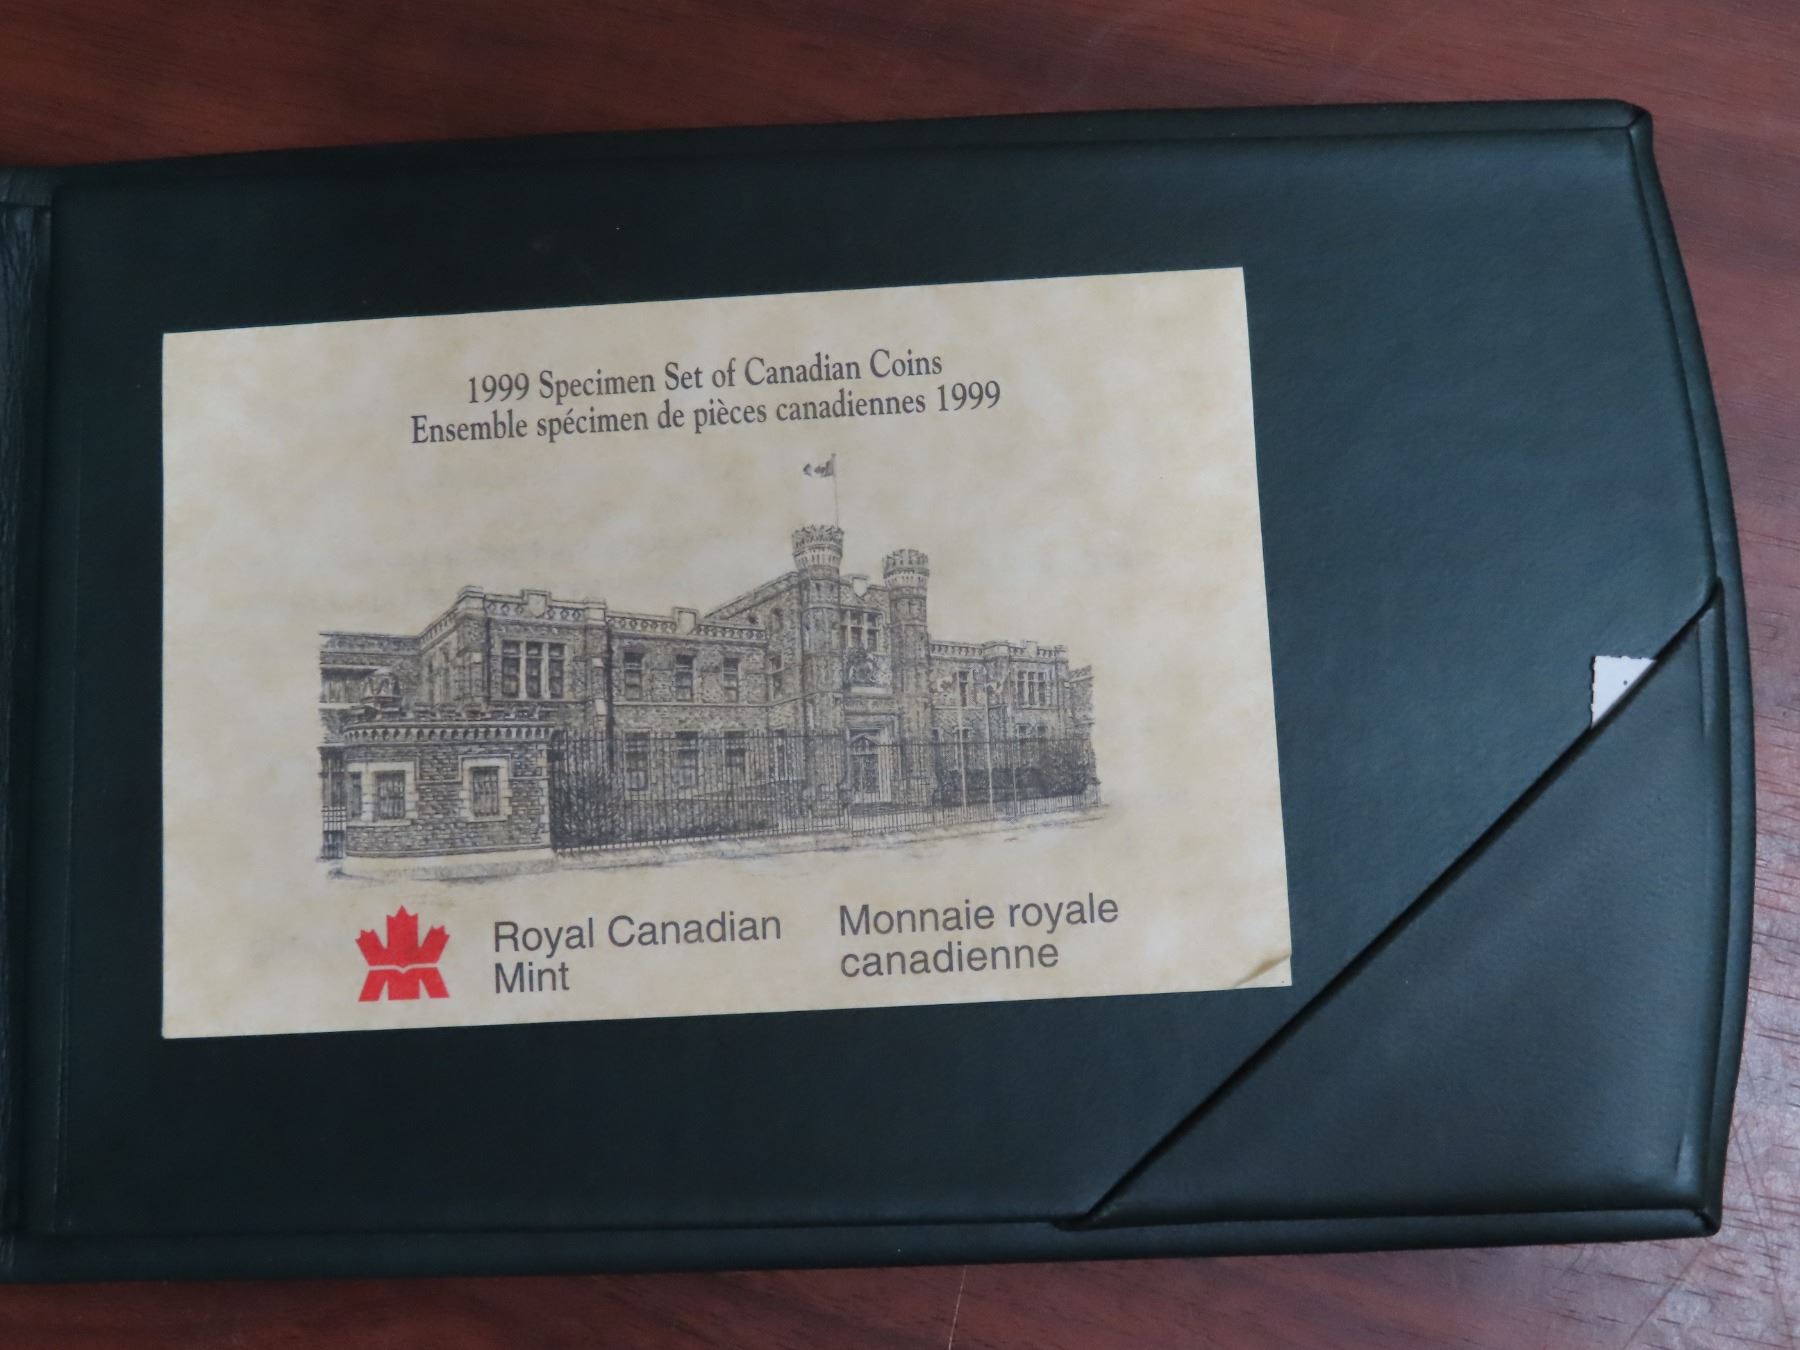 1999 Specimen Set of Canadian Coins
Ensemble spécimen de pièces canadiennes 1999
Royal Canadian
Mint
Monnaie royale
canadienne